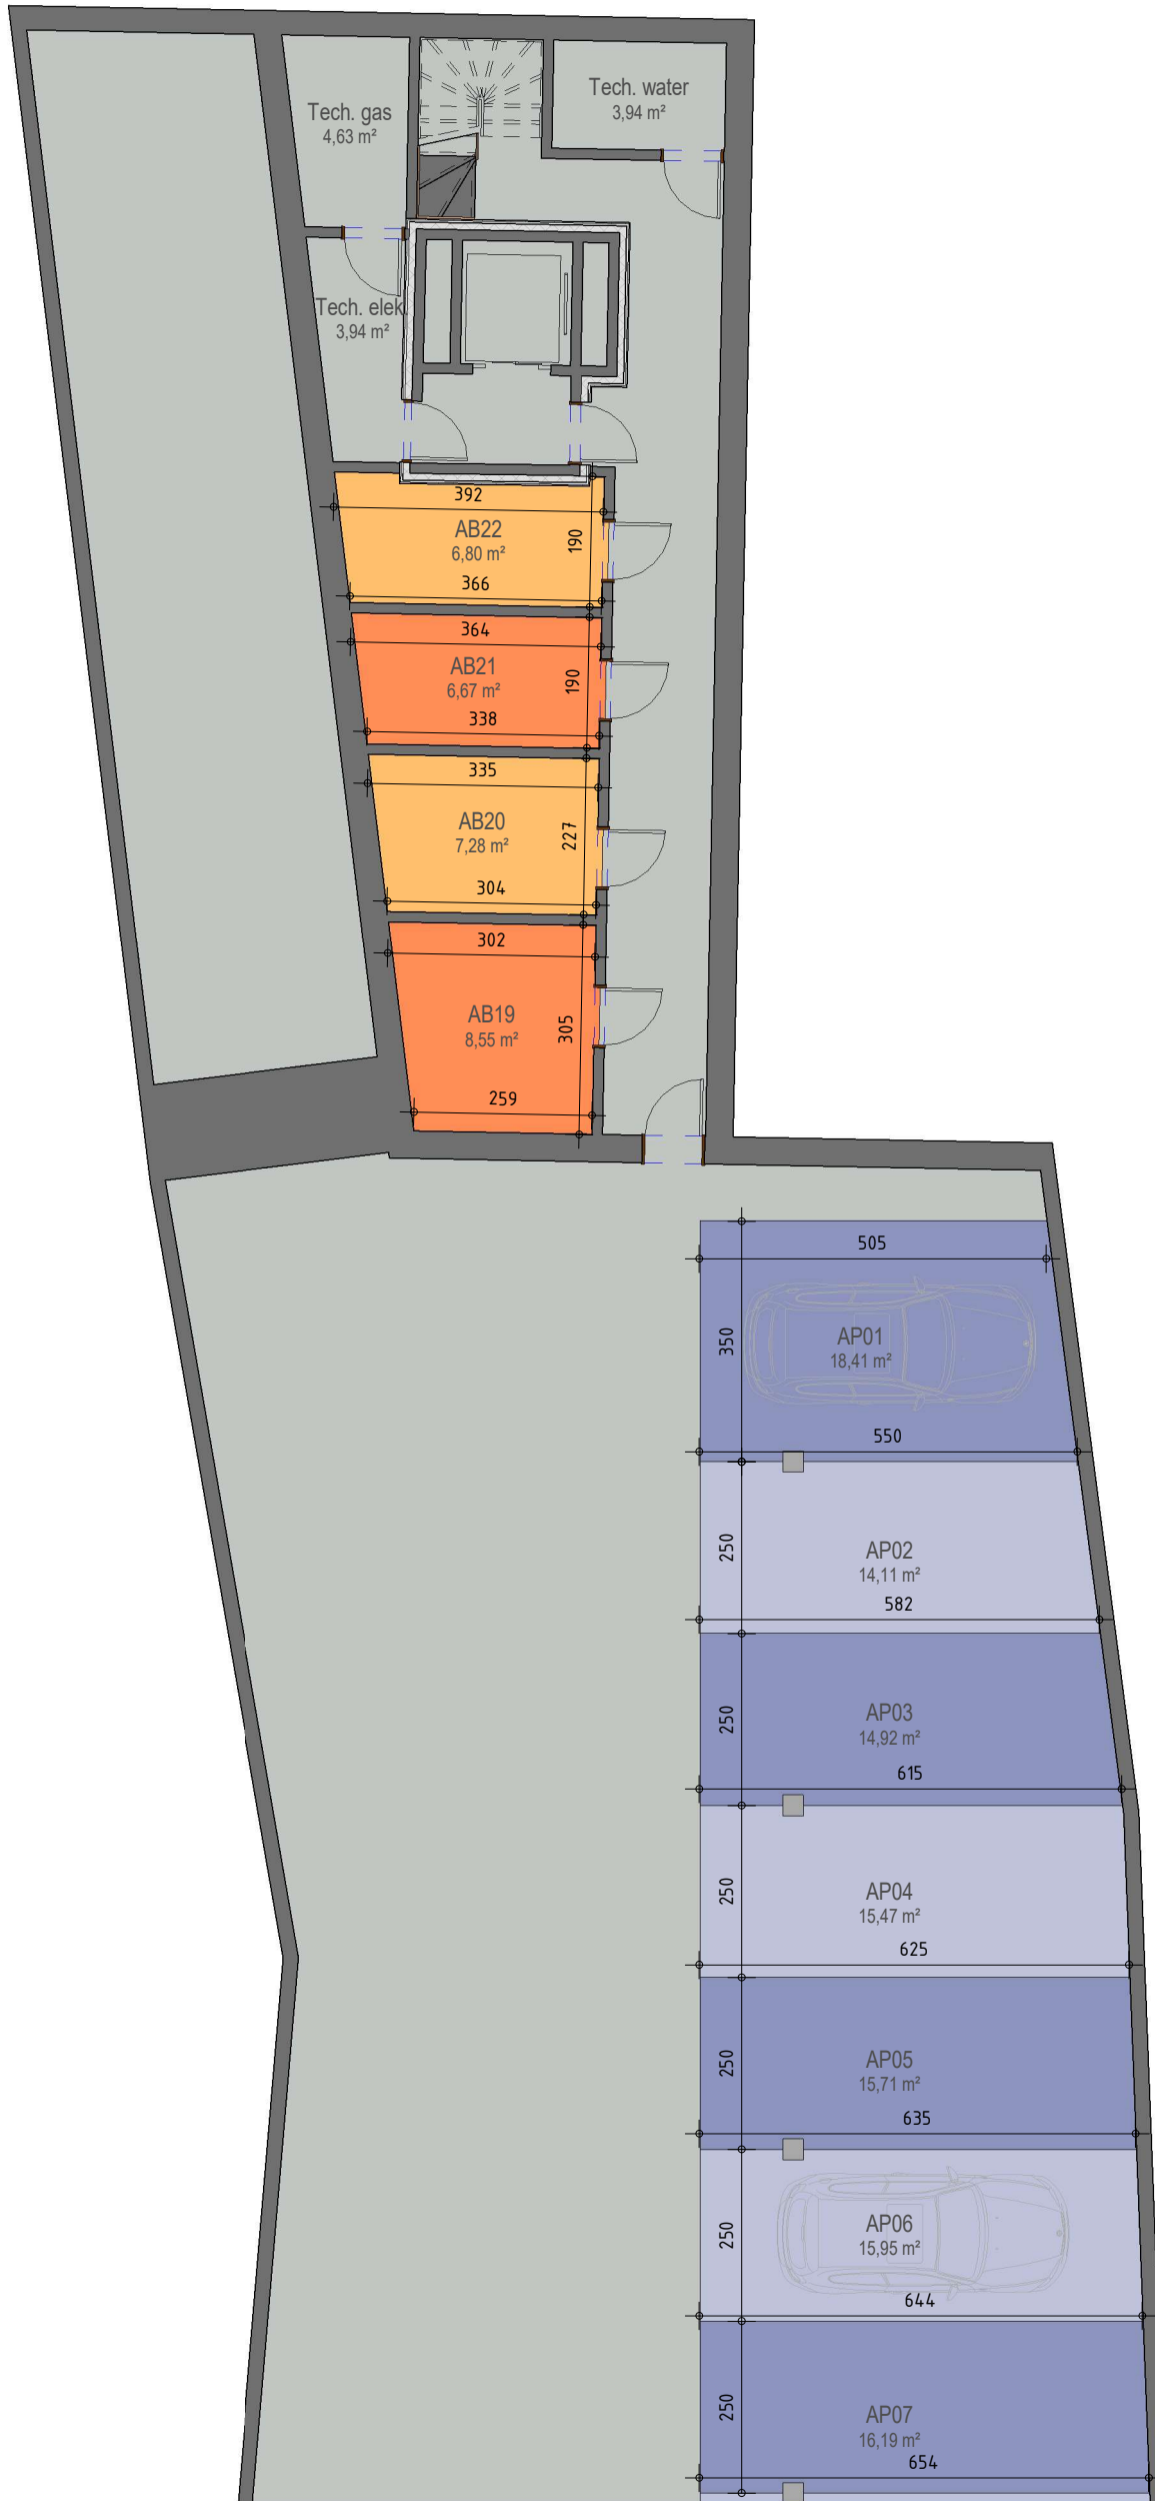 Tech. water
3,94 m²
Tech. gas
4,63 m²
Tech. elek.
3,94 m²
392
AB22
6,80 m²
190
366
364
AB21
6,67 m²
190
338
335
AB20
7,28 m²
227
304
302
AB19
8,55 m²
305
259
505
350
AP01
18,41 m²
550
250
AP02
14,11 m²
582
250
AP03
14,92 m²
615
250
AP04
15,47 m²
625
250
AP05
15,71 m²
635
250
AP06
15,95 m²
644
250
AP07
16,19 m²
654